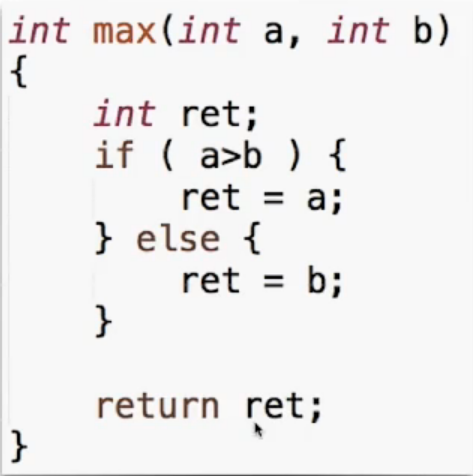 int max(int a, int b)
{
    int ret;
    if ( a>b ) {
        ret = a;
    } else {
        ret = b;
    }

    return ret;
}